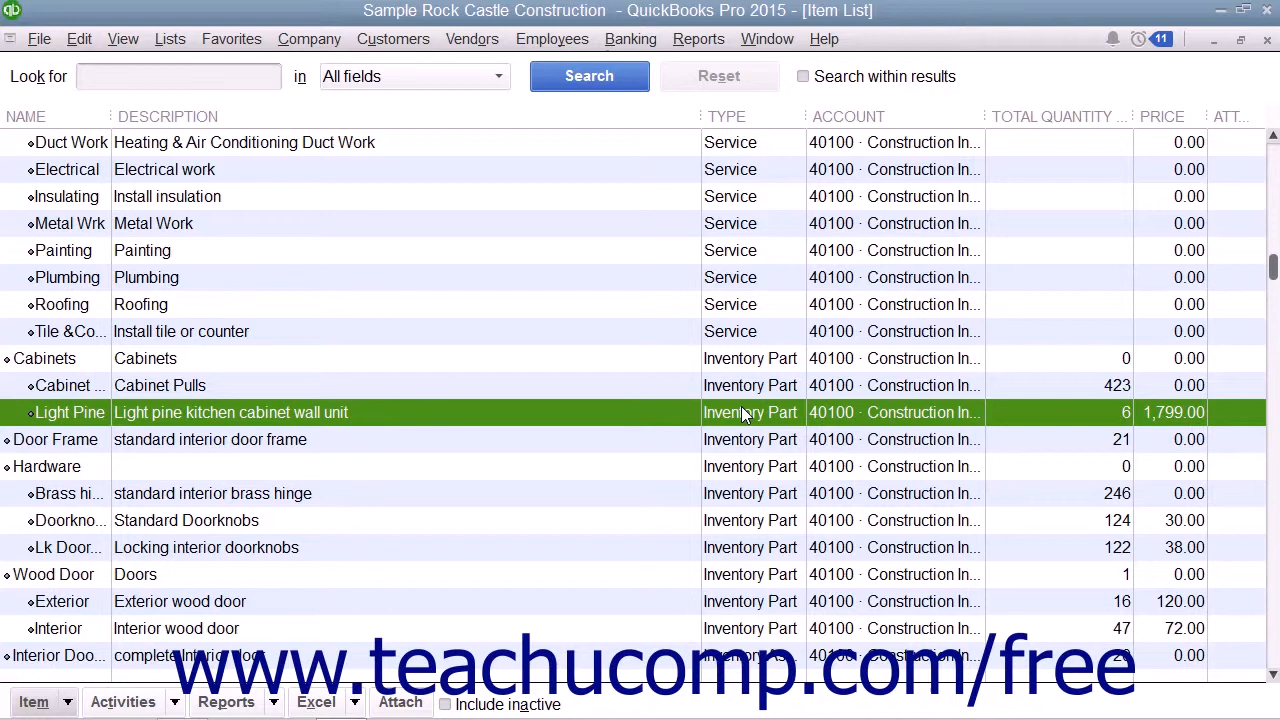 Sample Rock Castle Construction - QuickBooks Pro 2015 - [Item List]
File Edit View Lists Favorites Company Customers Vendors Employees Banking Reports Window Help 11
Look for in All fields Search Reset Search within results
NAME DESCRIPTION TYPE ACCOUNT TOTAL QUANTITY ... PRICE ATT...
Duct Work Heating & Air Conditioning Duct Work Service 40100 · Construction In... 0.00
Electrical Electrical work Service 40100 · Construction In... 0.00
Insulating Install insulation Service 40100 · Construction In... 0.00
Metal Wrk Metal Work Service 40100 · Construction In... 0.00
Painting Painting Service 40100 · Construction In... 0.00
Plumbing Plumbing Service 40100 · Construction In... 0.00
Roofing Roofing Service 40100 · Construction In... 0.00
Tile &Co... Install tile or counter Service 40100 · Construction In... 0.00
Cabinets Cabinets Inventory Part 40100 · Construction In... 0 0.00
Cabinet ... Cabinet Pulls Inventory Part 40100 · Construction In... 423 0.00
Light Pine Light pine kitchen cabinet wall unit Inventory Part 40100 · Construction In... 6 1,799.00
Door Frame standard interior door frame Inventory Part 40100 · Construction In... 21 0.00
Hardware Inventory Part 40100 · Construction In... 0 0.00
Brass hi... standard interior brass hinge Inventory Part 40100 · Construction In... 246 0.00
Doorkno... Standard Doorknobs Inventory Part 40100 · Construction In... 124 30.00
Lk Door... Locking interior doorknobs Inventory Part 40100 · Construction In... 122 38.00
Wood Door Doors Inventory Part 40100 · Construction In... 1 0.00
Exterior Exterior wood door Inventory Part 40100 · Construction In... 16 120.00
Interior Interior wood door Inventory Part 40100 · Construction In... 47 72.00
Interior Doo... 0.00
www.teachucomp.com/free
Item Activities Reports Excel Attach Include inactive